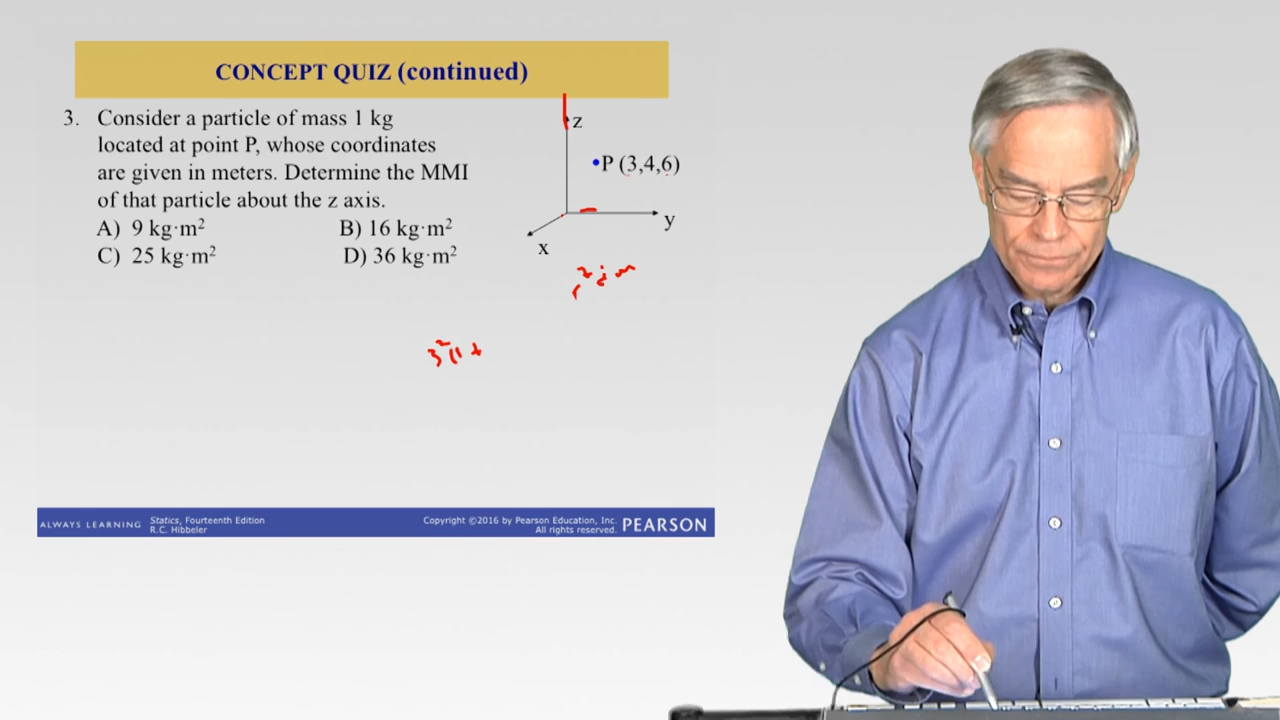 CONCEPT QUIZ (continued)
3. Consider a particle of mass 1 kg
located at point P, whose coordinates
are given in meters. Determine the MMI
of that particle about the z axis.
A) 9 kg·m² B) 16 kg·m²
C) 25 kg·m² D) 36 kg·m²
z
•P (3,4,6)
y
x
r² dm
ALWAYS LEARNING
Statics, Fourteenth Edition
R.C. Hibbeler
Copyright ©2016 by Pearson Education, Inc.
All rights reserved.
PEARSON